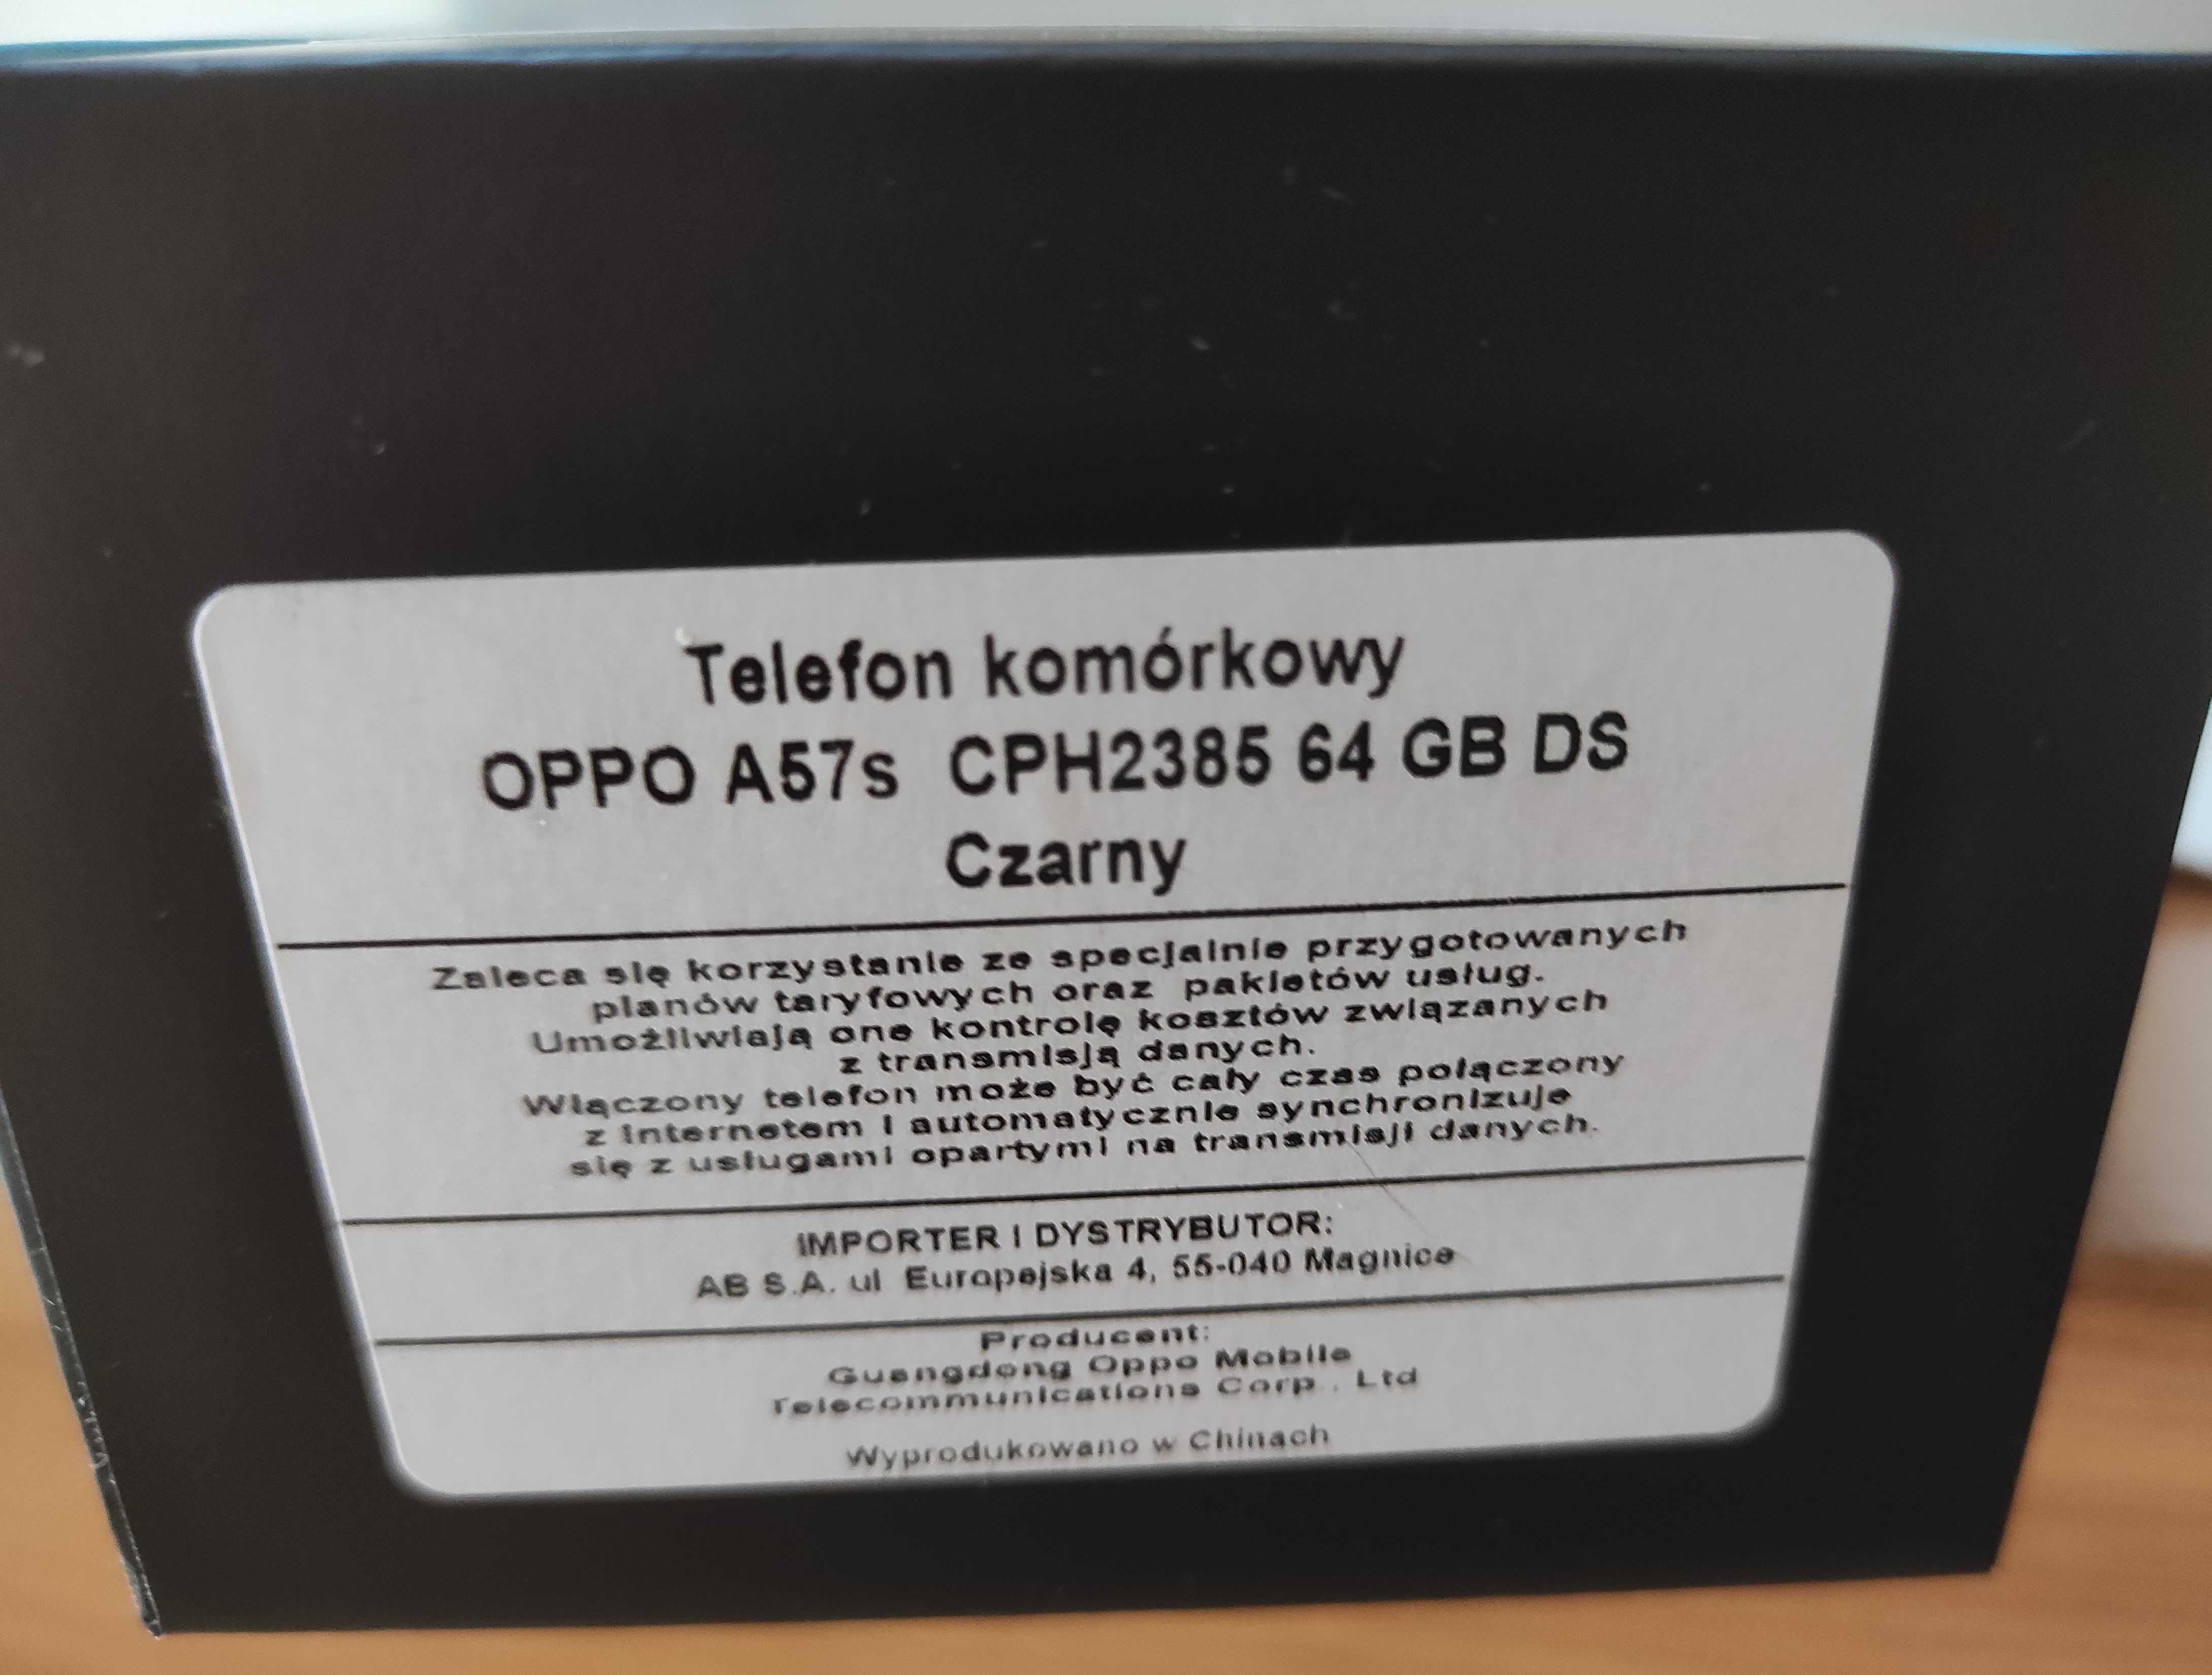 Telefon komórkowy
OPPO A57s CPH2385 64 GB DS
Czarny
Zaleca się korzystanie ze specjalnie przygotowanych
planów taryfowych oraz pakietów usług.
Umożliwiają one kontrolę kosztów związanych
z transmisją danych.
Włączony telefon może być cały czas połączony
z internetem i automatycznie synchronizuje
się z usługami opartymi na transmisji danych.
IMPORTER I DYSTRYBUTOR:
AB S.A. ul Europejska 4, 55-040 Magnice
Producent:
Guangdong Oppo Mobile
Telecommunications Corp., Ltd
Wyprodukowano w Chinach